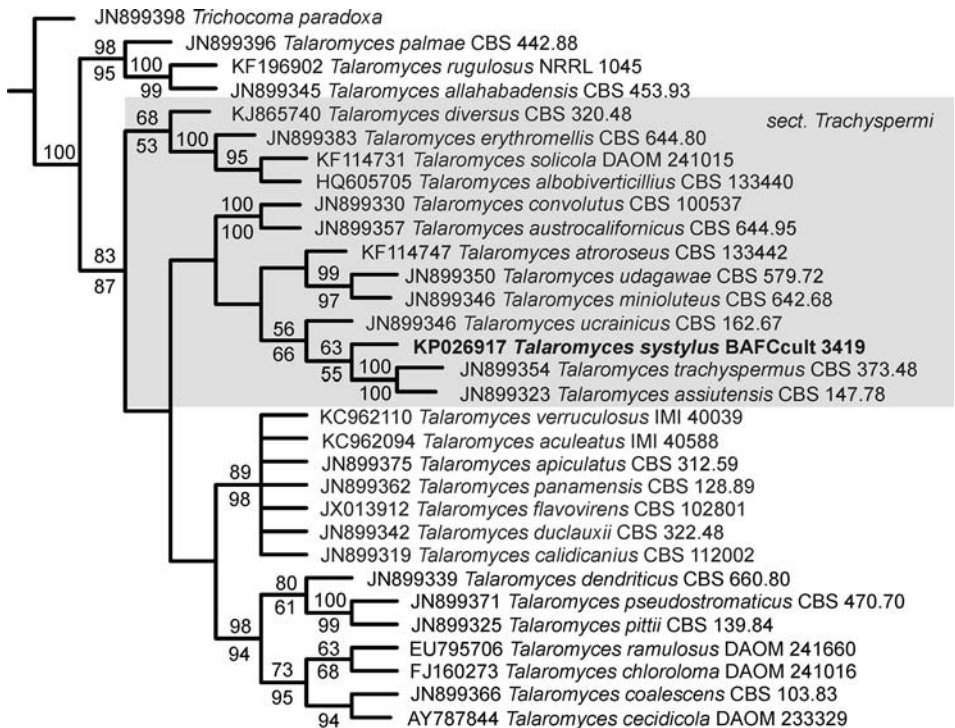 JN899398 Trichocoma paradoxa
98
95
JN899396 Talaromyces palmae CBS 442.88
100
99
KF196902 Talaromyces rugulosus NRRL 1045
JN899345 Talaromyces allahabadensis CBS 453.93
100
sect. Trachyspermi
68
53
KJ865740 Talaromyces diversus CBS 320.48
100
JN899383 Talaromyces erythromellis CBS 644.80
95
KF114731 Talaromyces solicola DAOM 241015
HQ605705 Talaromyces albobiverticillius CBS 133440
83
87
100
100
JN899330 Talaromyces convolutus CBS 100537
JN899357 Talaromyces austrocalifornicus CBS 644.95
KF114747 Talaromyces atroroseus CBS 133442
99
97
JN899350 Talaromyces udagawae CBS 579.72
JN899346 Talaromyces minioluteus CBS 642.68
56
66
JN899346 Talaromyces ucrainicus CBS 162.67
63
55
KP026917 Talaromyces systylus BAFCcult 3419
100
100
JN899354 Talaromyces trachyspermus CBS 373.48
JN899323 Talaromyces assiutensis CBS 147.78
89
98
KC962110 Talaromyces verruculosus IMI 40039
KC962094 Talaromyces aculeatus IMI 40588
JN899375 Talaromyces apiculatus CBS 312.59
JN899362 Talaromyces panamensis CBS 128.89
JX013912 Talaromyces flavovirens CBS 102801
JN899342 Talaromyces duclauxii CBS 322.48
JN899319 Talaromyces calidicanius CBS 112002
98
94
80
61
JN899339 Talaromyces dendriticus CBS 660.80
100
99
JN899371 Talaromyces pseudostromaticus CBS 470.70
JN899325 Talaromyces pittii CBS 139.84
73
95
63
68
EU795706 Talaromyces ramulosus DAOM 241660
FJ160273 Talaromyces chloroloma DAOM 241016
94
JN899366 Talaromyces coalescens CBS 103.83
AY787844 Talaromyces cecidicola DAOM 233329